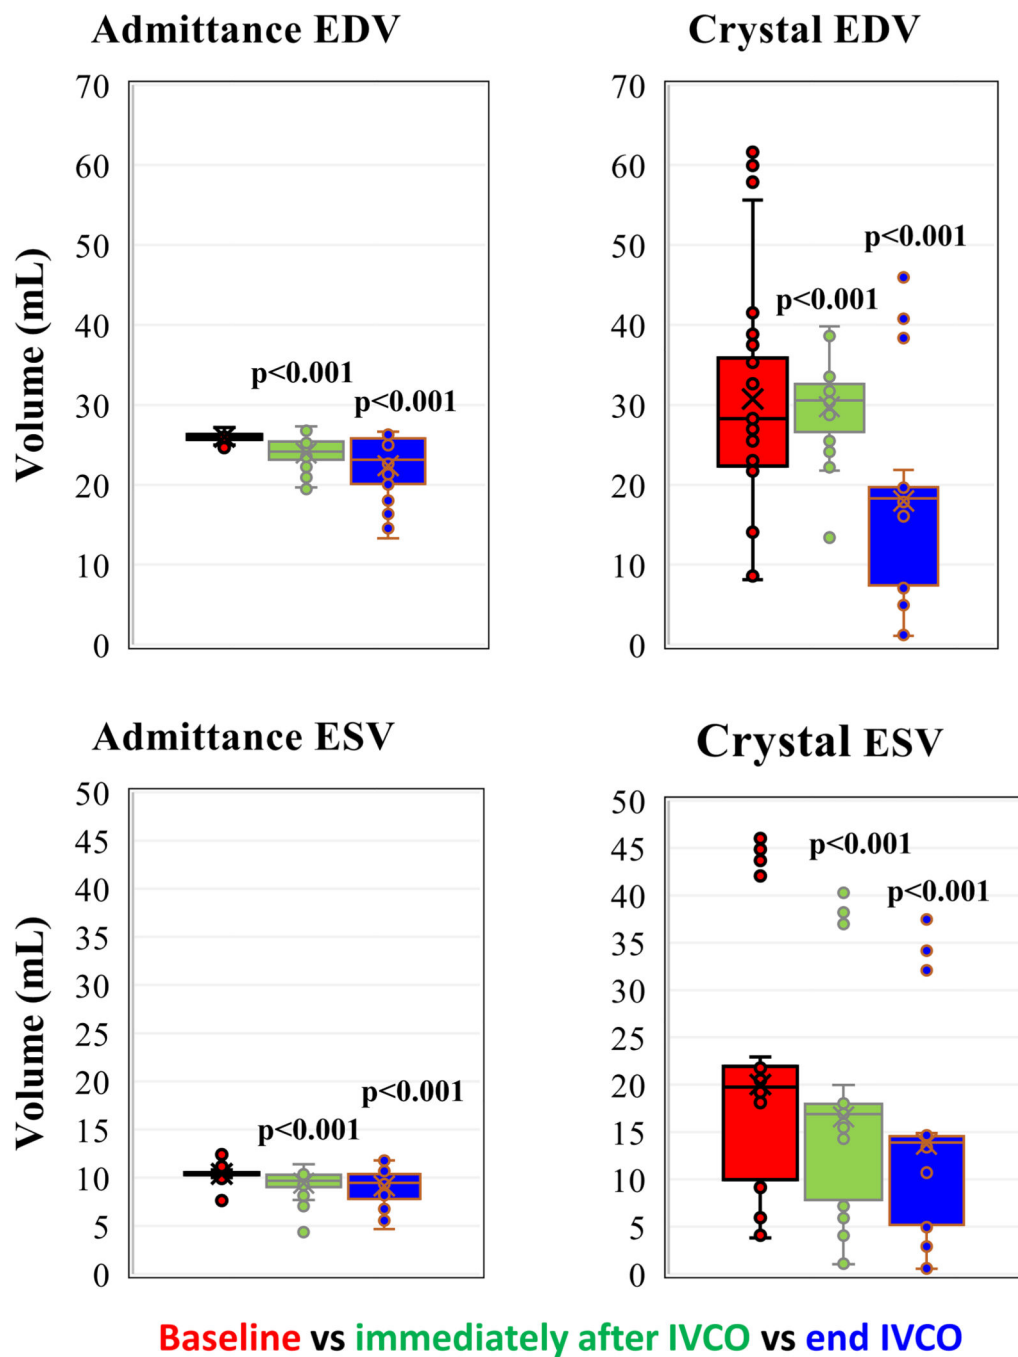 Admittance EDV
Volume (mL)
70
60
50
40
30
20
10
0
p<0.001
p<0.001
Crystal EDV
70
60
50
40
30
20
10
0
p<0.001
p<0.001
Admittance ESV
Volume (mL)
50
45
40
35
30
25
20
15
10
5
0
p<0.001
p<0.001
Crystal ESV
50
45
40
35
30
25
20
15
10
5
0
p<0.001
p<0.001
Baseline vs immediately after IVCO vs end IVCO